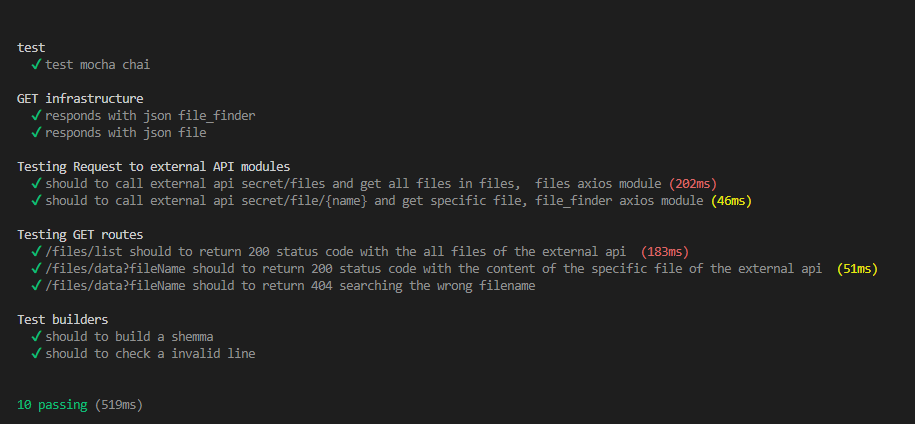 test
✓ test mocha chai
GET infrastructure
✓ responds with json file_finder
✓ responds with json file
Testing Request to external API modules
✓ should to call external api secret/files and get all files in files,  files axios module (202ms)
✓ should to call external api secret/file/{name} and get specific file, file_finder axios module (46ms)
Testing GET routes
✓ /files/list should to return 200 status code with the all files of the external api  (183ms)
✓ /files/data?fileName should to return 200 status code with the content of the specific file of the external api  (51ms)
✓ /files/data?fileName should to return 404 searching the wrong filename
Test builders
✓ should to build a shemma
✓ should to check a invalid line
10 passing (519ms)